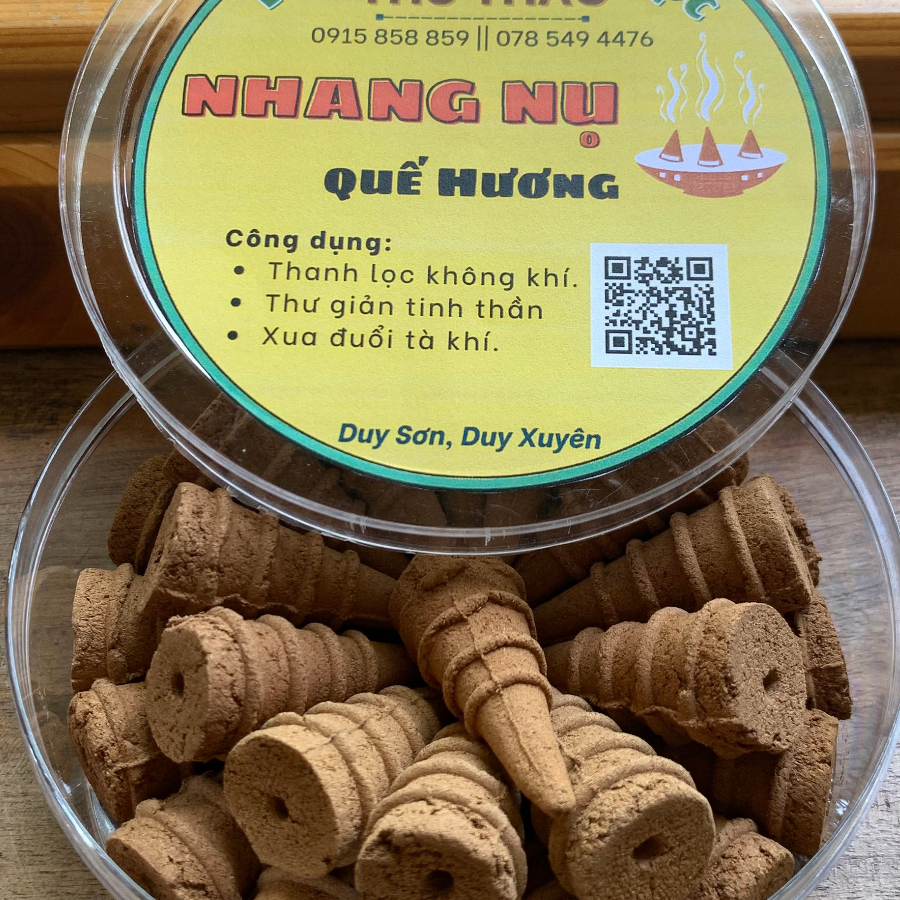 0915 858 859 || 078 549 4476
NHANG NỤ
QUẾ HƯƠNG
Công dụng:
• Thanh lọc không khí.
• Thư giản tinh thần
• Xua đuổi tà khí.
Duy Sơn, Duy Xuyên